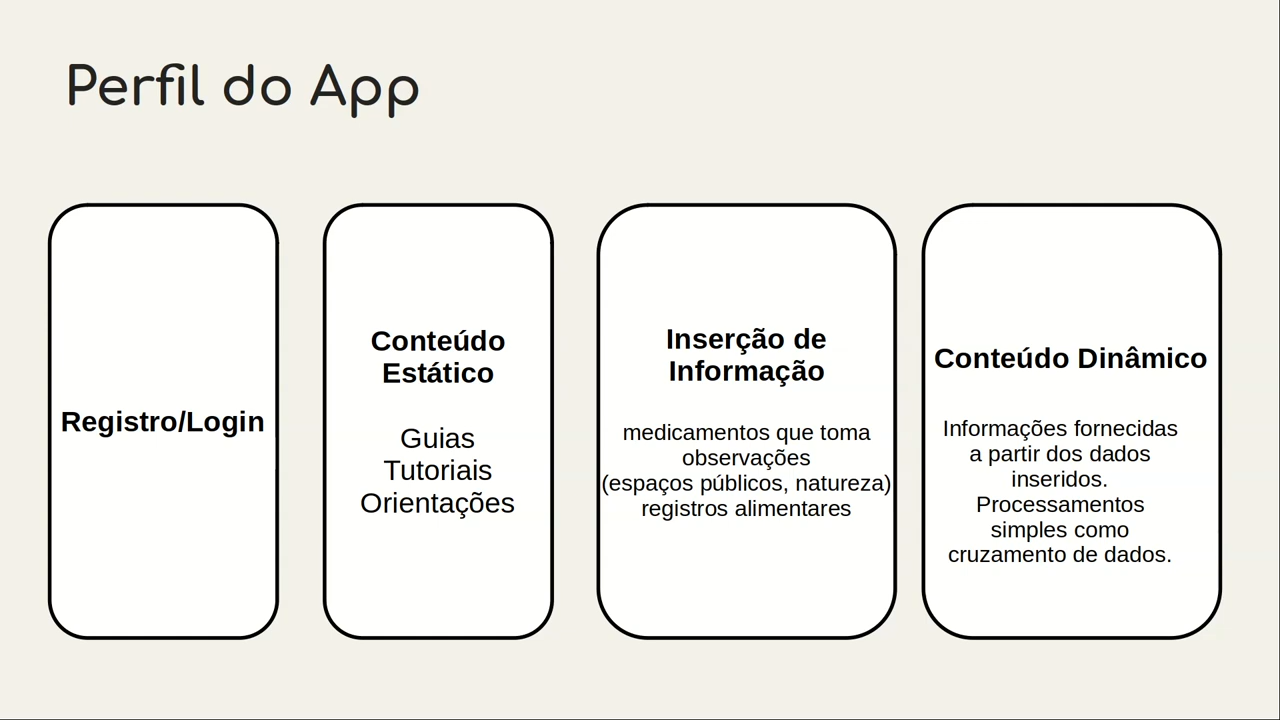 Perfil do App
Registro/Login
Conteúdo
Estático
Guias
Tutoriais
Orientações
Inserção de
Informação
medicamentos que toma
observações
(espaços públicos, natureza)
registros alimentares
Conteúdo Dinâmico
Informações fornecidas
a partir dos dados
inseridos.
Processamentos
simples como
cruzamento de dados.